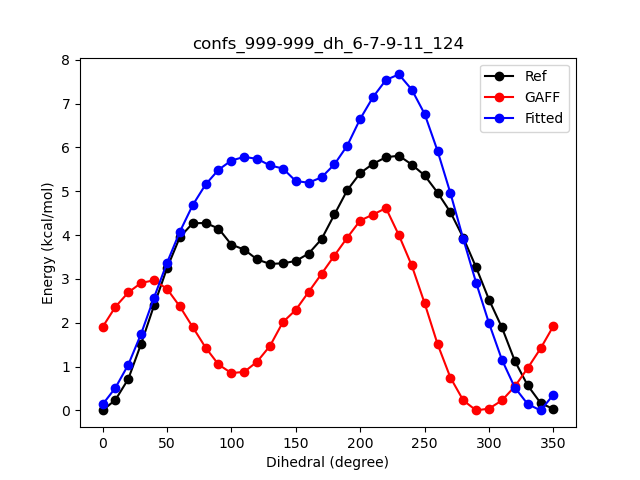 confs_999-999_dh_6-7-9-11_124
8
7
6
5
4
3
2
1
0
Energy (kcal/mol)
Ref
GAFF
Fitted
0 50 100 150 200 250 300 350
Dihedral (degree)